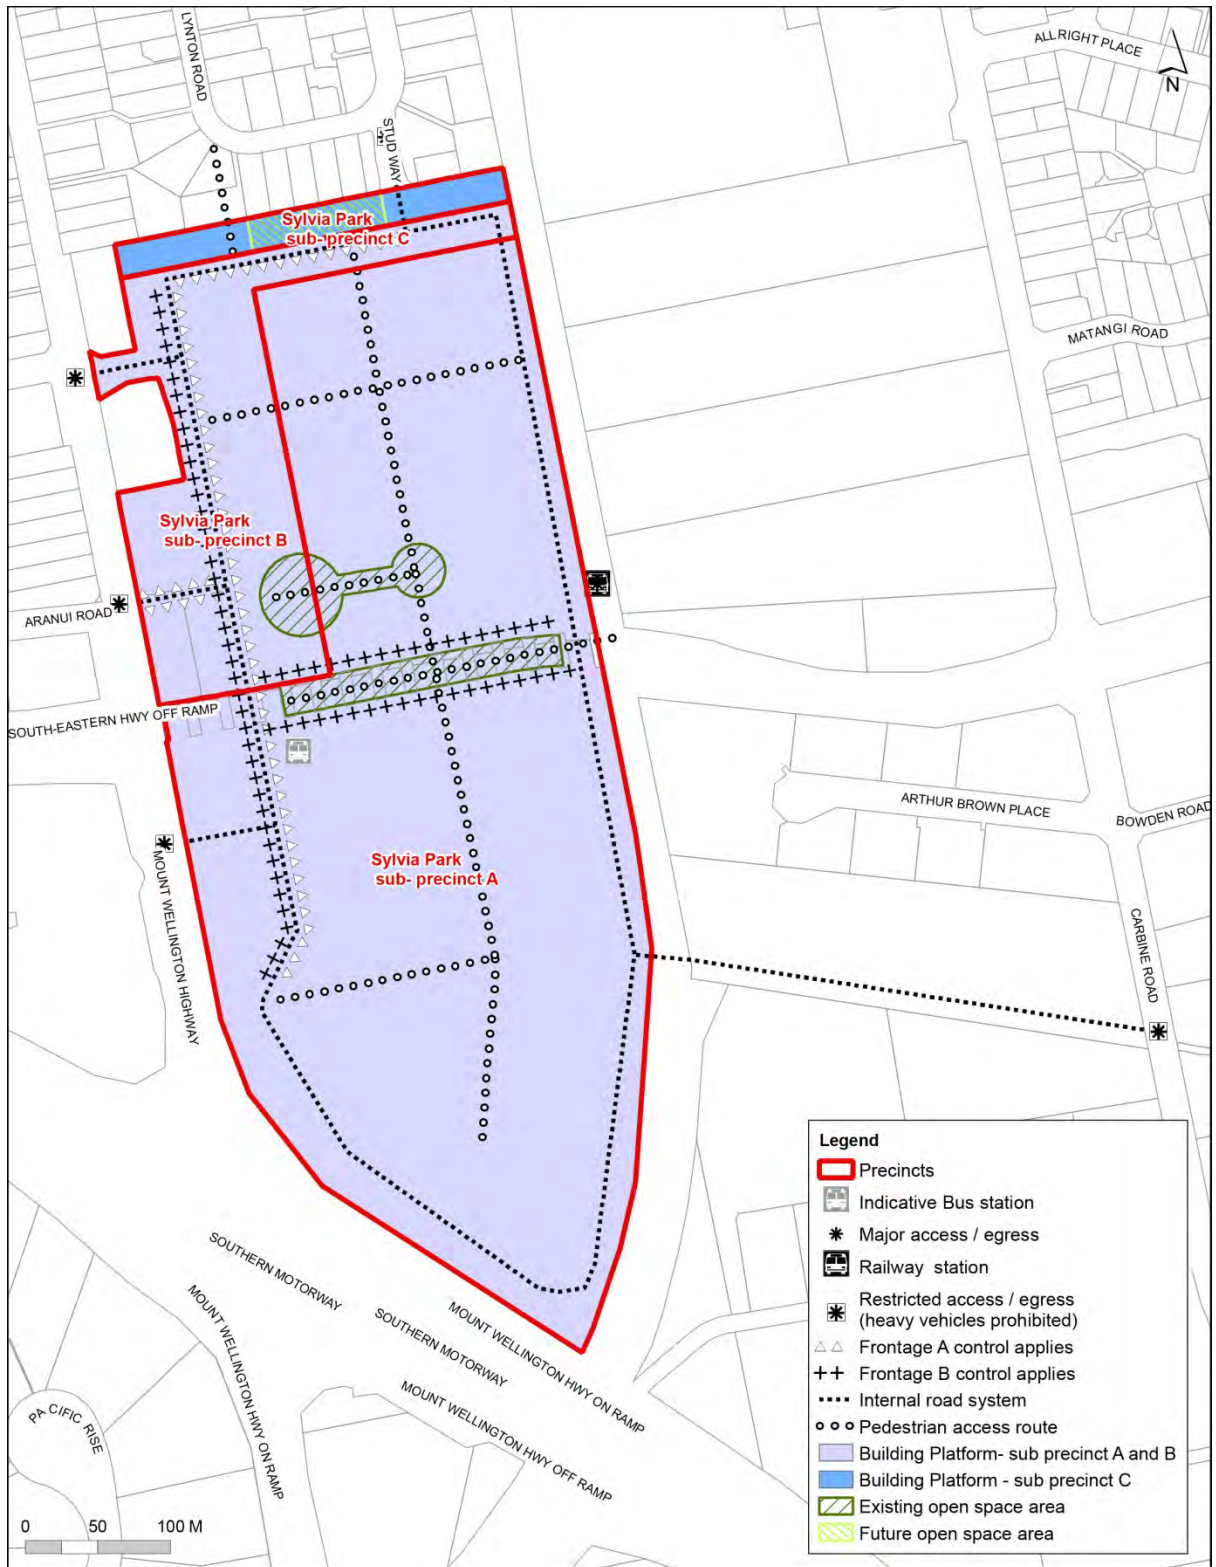 LYNTON ROAD
STUD WAY
ALLRIGHT PLACE
N
Sylvia Park
sub- precinct C
MATANGI ROAD
Sylvia Park
sub- precinct B
ARANUI ROAD
SOUTH-EASTERN HWY OFF RAMP
ARTHUR BROWN PLACE
BOWDEN ROAD
Sylvia Park
sub- precinct A
MOUNT WELLINGTON HIGHWAY
CARBINE ROAD
SOUTHERN MOTORWAY
SOUTHERN MOTORWAY
MOUNT WELLINGTON HWY ON RAMP
MOUNT WELLINGTON HWY ON RAMP
MOUNT WELLINGTON HWY OFF RAMP
PACIFIC RISE
Legend
Precincts
Indicative Bus station
Major access / egress
Railway station
Restricted access / egress
(heavy vehicles prohibited)
Frontage A control applies
Frontage B control applies
Internal road system
Pedestrian access route
Building Platform- sub precinct A and B
Building Platform - sub precinct C
Existing open space area
Future open space area
0 50 100 M